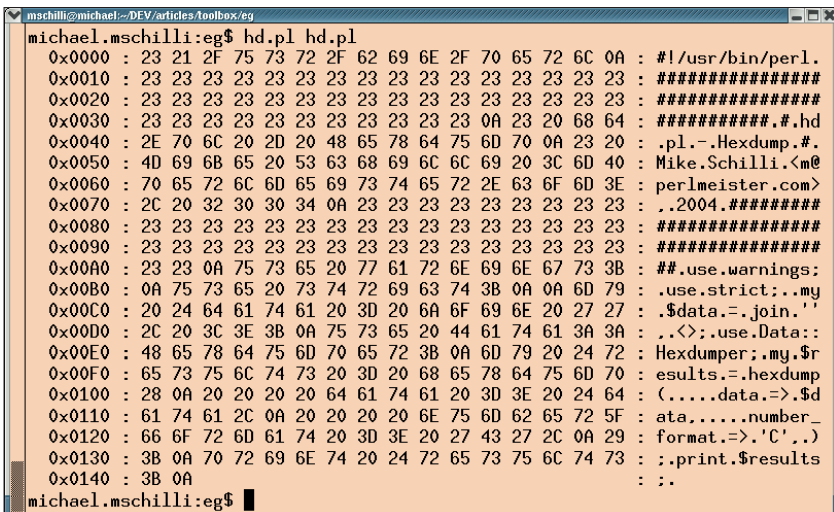 mschilli@michael:~/DEV/articles/toolbox/eg
michael.mschilli:eg$ hd.pl hd.pl
0x0000 : 23 21 2F 75 73 72 2F 62 69 6E 2F 70 65 72 6C 0A : #!/usr/bin/perl.
0x0010 : 23 23 23 23 23 23 23 23 23 23 23 23 23 23 23 23 : ################
0x0020 : 23 23 23 23 23 23 23 23 23 23 23 23 23 23 23 23 : ################
0x0030 : 23 23 23 23 23 23 23 23 23 23 23 0A 23 20 68 64 : ###########.#.hd
0x0040 : 2E 70 6C 20 2D 20 48 65 78 64 75 6D 70 0A 23 20 : .pl.-.Hexdump.#.
0x0050 : 4D 69 6B 65 20 53 63 68 69 6C 6C 69 20 3C 6D 40 : Mike.Schilli.<m@
0x0060 : 70 65 72 6C 6D 65 69 73 74 65 72 2E 63 6F 6D 3E : perlmeister.com>
0x0070 : 2C 20 32 30 30 34 0A 23 23 23 23 23 23 23 23 23 : ,.2004.#########
0x0080 : 23 23 23 23 23 23 23 23 23 23 23 23 23 23 23 23 : ################
0x0090 : 23 23 23 23 23 23 23 23 23 23 23 23 23 23 23 23 : ################
0x00A0 : 23 23 0A 75 73 65 20 77 61 72 6E 69 6E 67 73 3B : ##.use.warnings;
0x00B0 : 0A 75 73 65 20 73 74 72 69 63 74 3B 0A 0A 6D 79 : .use.strict;..my
0x00C0 : 20 24 64 61 74 61 20 3D 20 6A 6F 69 6E 20 27 27 : .$data.=.join.''
0x00D0 : 2C 20 3C 3E 3B 0A 75 73 65 20 44 61 74 61 3A 3A : ,.<>;.use.Data::
0x00E0 : 48 65 78 64 75 6D 70 65 72 3B 0A 6D 79 20 24 72 : Hexdumper;.my.$r
0x00F0 : 65 73 75 6C 74 73 20 3D 20 68 65 78 64 75 6D 70 : esults.=.hexdump
0x0100 : 28 0A 20 20 20 20 64 61 74 61 20 3D 3E 20 24 64 : (.....data.=>.$d
0x0110 : 61 74 61 2C 0A 20 20 20 20 6E 75 6D 62 65 72 5F : ata,.....number_
0x0120 : 66 6F 72 6D 61 74 20 3D 3E 20 27 43 27 2C 0A 29 : format.=>.'C',.)
0x0130 : 3B 0A 70 72 69 6E 74 20 24 72 65 73 75 6C 74 73 : ;.print.$results
0x0140 : 3B 0A : ;.
michael.mschilli:eg$